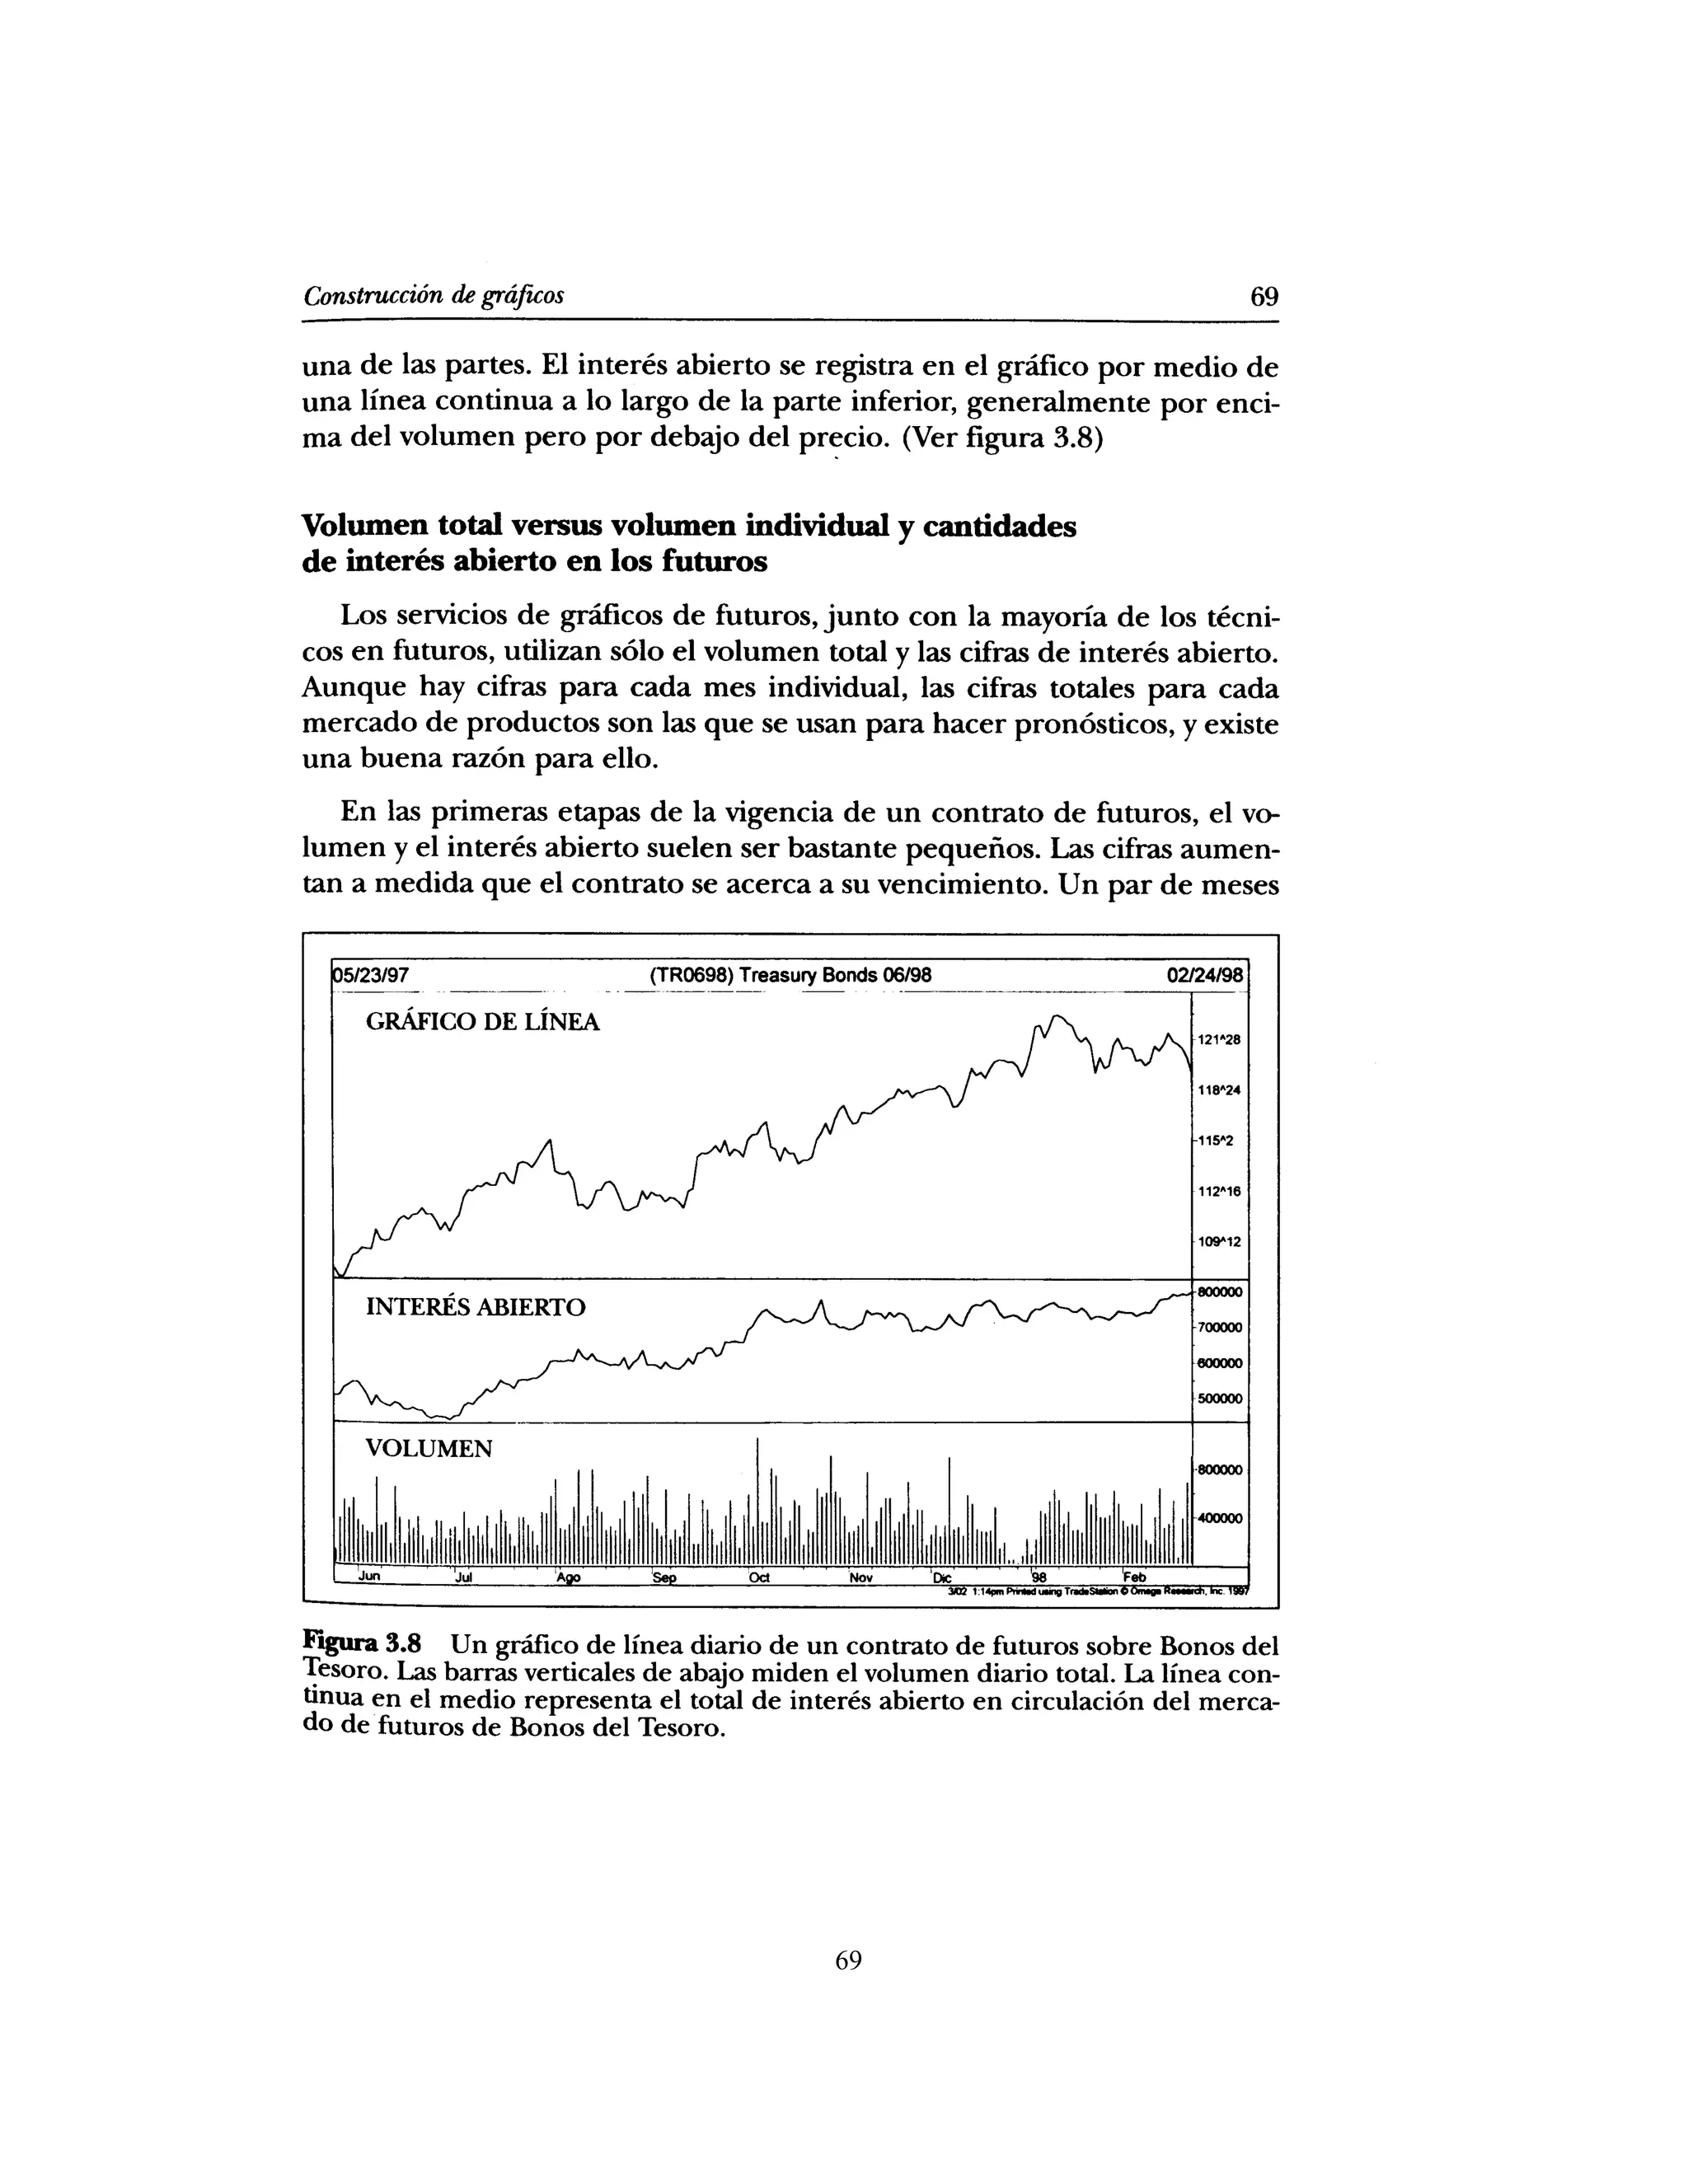 Construcción de gráficos 69
una de las partes. El interés abierto se registra en el gráfico por medio de
una línea continua a lo largo de la parte inferior, generalmente por enci-
ma del volumen pero por debajo del precio. (Ver figura 3.8)
Volumen total versus volumen individual y cantidades
de interés abierto en los futuros
Los servicios de gráficos de futuros, junto con la mayoría de los técni-
cos en futuros, utilizan sólo el volumen total y las cifras de interés abierto.
Aunque hay cifras para cada mes individual, las cifras totales para cada
mercado de productos son las que se usan para hacer pronósticos, y existe
una buena razón para ello.
En las primeras etapas de la vigencia de un contrato de futuros, el vo-
lumen y el interés abierto suelen ser bastante pequeños. Las cifras aumen-
tan a medida que el contrato se acerca a su vencimiento. Un par de meses
05/23/97 (TR0698) Treasury Bonds 06/98 02/24/98
GRÁFICO DE LÍNEA
121^28
118^24
115^2
112^16
109^12
INTERÉS ABIERTO
800000
700000
600000
500000
VOLUMEN
800000
400000
Jun Jul Ago Sep Oct Nov Dic '98 Feb
3/02 1:14pm Printed using TradeStation © Omega Research, Inc. 1997
Figura 3.8 Un gráfico de línea diario de un contrato de futuros sobre Bonos del
Tesoro. Las barras verticales de abajo miden el volumen diario total. La línea con-
tinua en el medio representa el total de interés abierto en circulación del merca-
do de futuros de Bonos del Tesoro.
69